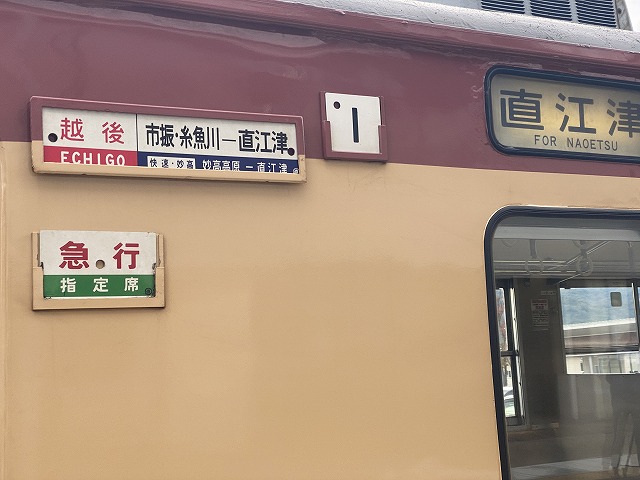 越後
ECHIGO
市振・糸魚川ー直江津
快速・妙高 妙高高原ー直江津
1
直江津
FOR NAOETSU
急行
指定席